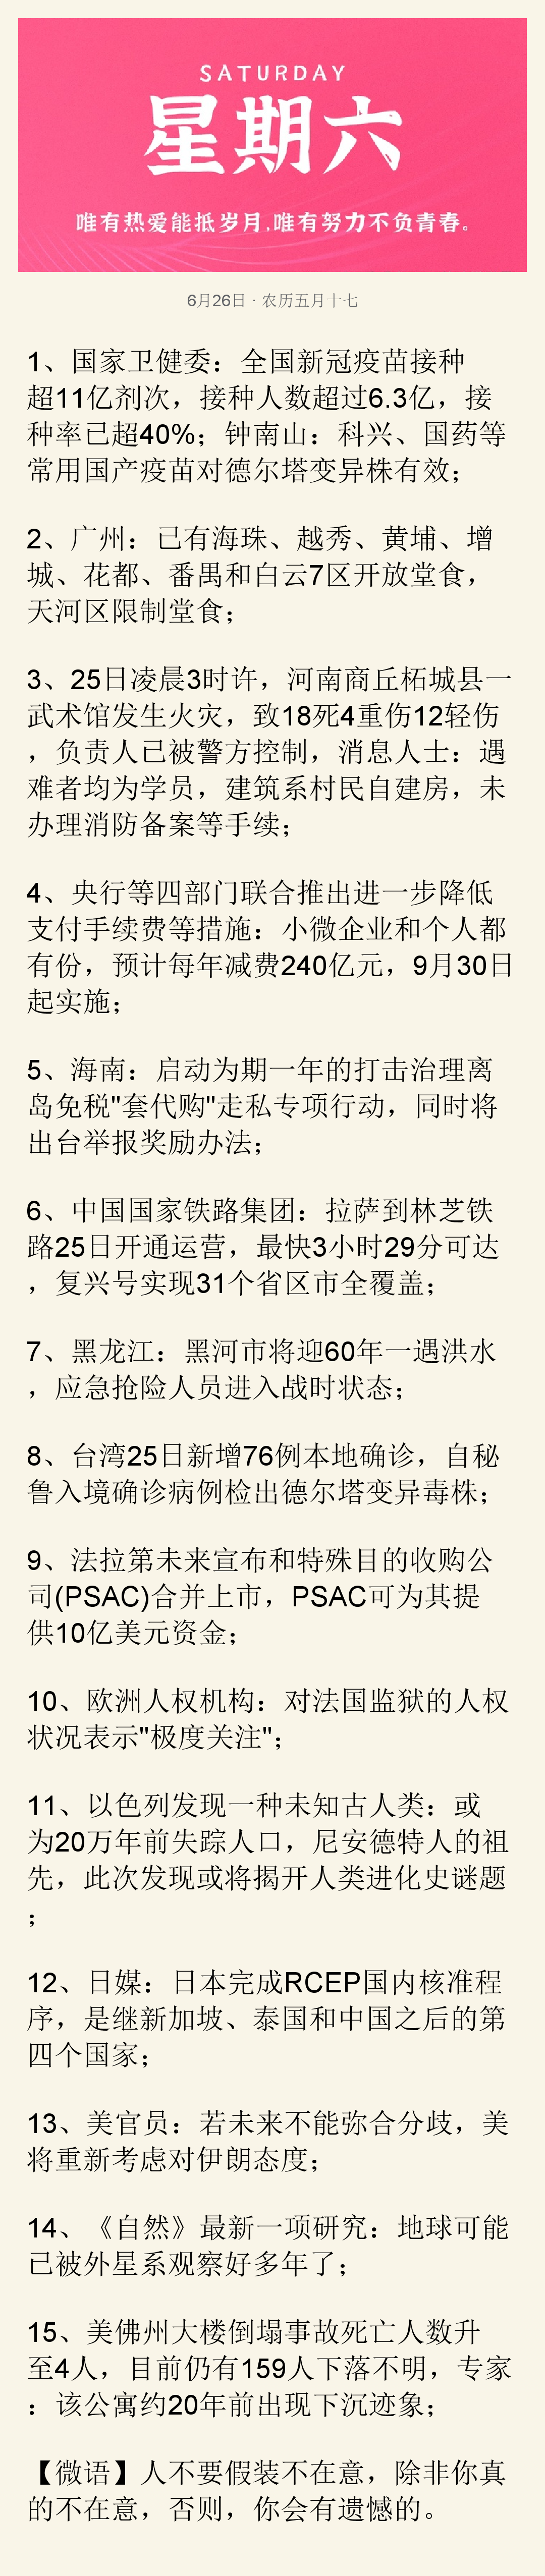 SATURDAY
星期六
唯有热爱能抵岁月,唯有努力不负青春。
6月26日 · 农历五月十七
1、国家卫健委：全国新冠疫苗接种
超11亿剂次，接种人数超过6.3亿，接
种率已超40%；钟南山：科兴、国药等
常用国产疫苗对德尔塔变异株有效；
2、广州：已有海珠、越秀、黄埔、增
城、花都、番禺和白云7区开放堂食，
天河区限制堂食；
3、25日凌晨3时许，河南商丘柘城县一
武术馆发生火灾，致18死4重伤12轻伤
，负责人已被警方控制，消息人士：遇
难者均为学员，建筑系村民自建房，未
办理消防备案等手续；
4、央行等四部门联合推出进一步降低
支付手续费等措施：小微企业和个人都
有份，预计每年减费240亿元，9月30日
起实施；
5、海南：启动为期一年的打击治理离
岛免税"套代购"走私专项行动，同时将
出台举报奖励办法；
6、中国国家铁路集团：拉萨到林芝铁
路25日开通运营，最快3小时29分可达
，复兴号实现31个省区市全覆盖；
7、黑龙江：黑河市将迎60年一遇洪水
，应急抢险人员进入战时状态；
8、台湾25日新增76例本地确诊，自秘
鲁入境确诊病例检出德尔塔变异毒株；
9、法拉第未来宣布和特殊目的收购公
司(PSAC)合并上市，PSAC可为其提
供10亿美元资金；
10、欧洲人权机构：对法国监狱的人权
状况表示"极度关注"；
11、以色列发现一种未知古人类：或
为20万年前失踪人口，尼安德特人的祖
先，此次发现或将揭开人类进化史谜题
；
12、日媒：日本完成RCEP国内核准程
序，是继新加坡、泰国和中国之后的第
四个国家；
13、美官员：若未来不能弥合分歧，美
将重新考虑对伊朗态度；
14、《自然》最新一项研究：地球可能
已被外星系观察好多年了；
15、美佛州大楼倒塌事故死亡人数升
至4人，目前仍有159人下落不明，专家
：该公寓约20年前出现下沉迹象；
【微语】人不要假装不在意，除非你真
的不在意，否则，你会有遗憾的。